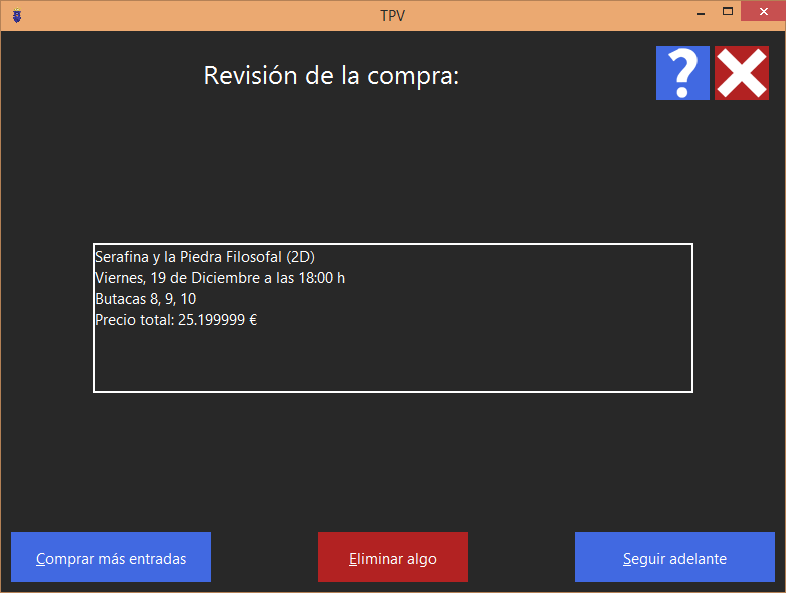 TPV
Revisión de la compra:
?
Serafina y la Piedra Filosofal (2D)
Viernes, 19 de Diciembre a las 18:00 h
Butacas 8, 9, 10
Precio total: 25.199999 €
Comprar más entradas
Eliminar algo
Seguir adelante